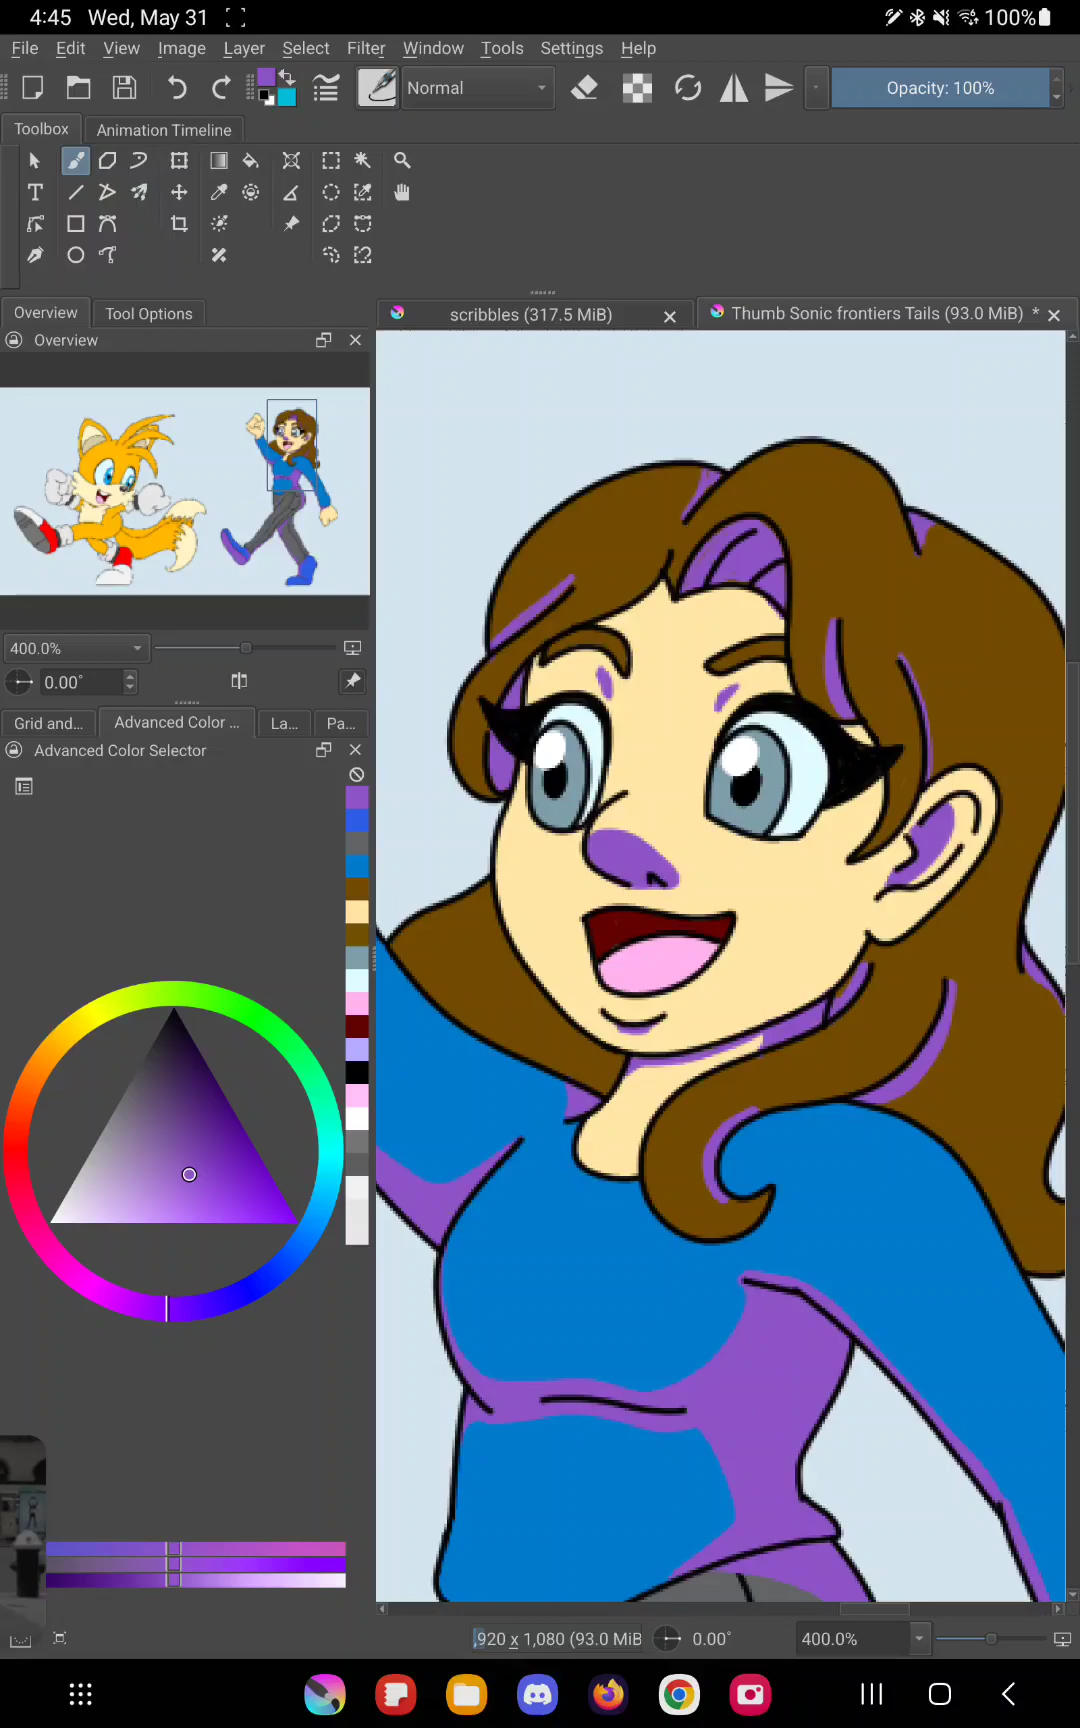 4:45 Wed, May 31 100%
File Edit View Image Layer Select Filter Window Tools Settings Help
Normal Opacity: 100%
Toolbox Animation Timeline
Overview Tool Options
scribbles (317.5 MiB) Thumb Sonic frontiers Tails (93.0 MiB) *
Overview
400.0%
0.00°
Grid and... Advanced Color ... La... Pa...
Advanced Color Selector
,920 x 1,080 (93.0 MiB 0.00° 400.0%